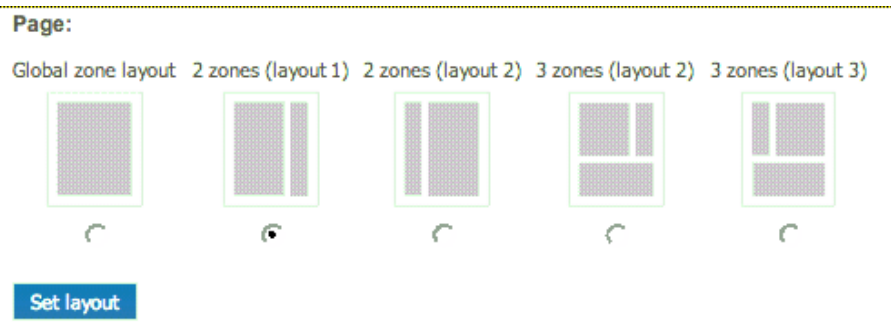 Page:
Global zone layout 2 zones (layout 1) 2 zones (layout 2) 3 zones (layout 2) 3 zones (layout 3)
Set layout